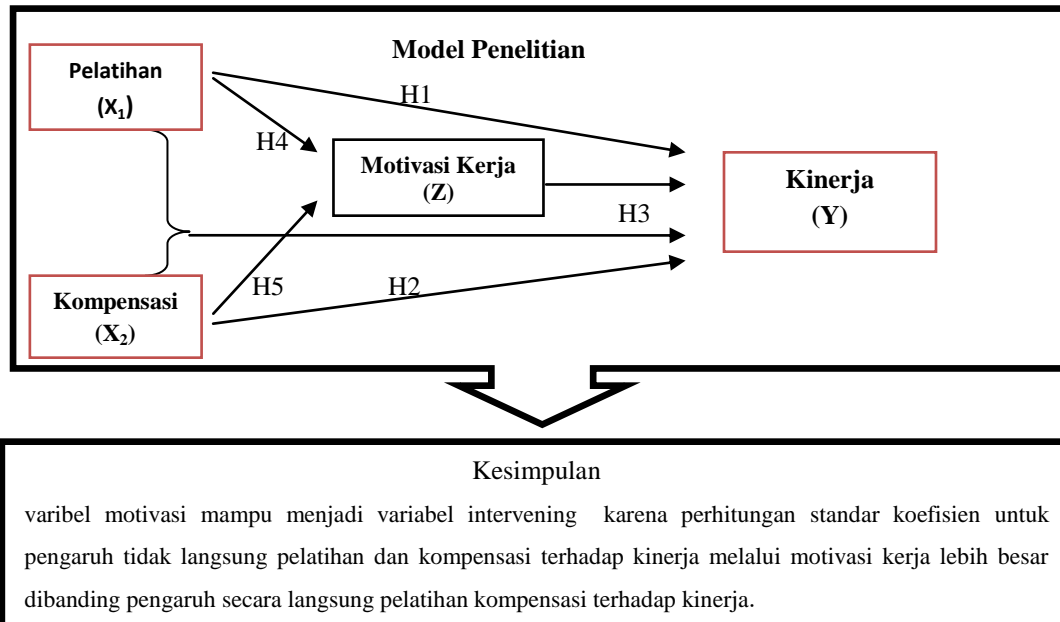 Model Penelitian
Pelatihan
(X₁)
H1
H4
Motivasi Kerja
(Z)
Kinerja
(Y)
H3
H5
H2
Kompensasi
(X₂)
Kesimpulan
varibel motivasi mampu menjadi variabel intervening karena perhitungan standar koefisien untuk
pengaruh tidak langsung pelatihan dan kompensasi terhadap kinerja melalui motivasi kerja lebih besar
dibanding pengaruh secara langsung pelatihan kompensasi terhadap kinerja.